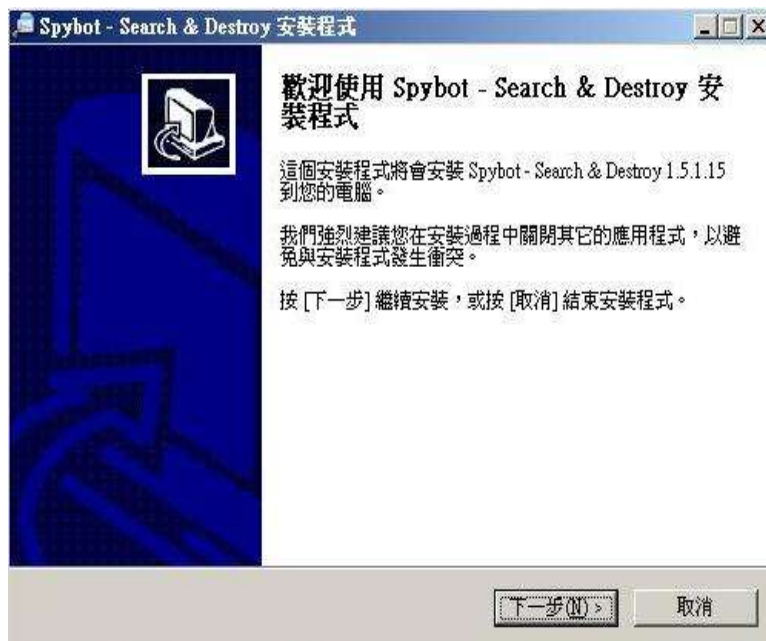 Spybot - Search & Destroy 安裝程式
歡迎使用 Spybot - Search & Destroy 安
裝程式
這個安裝程式將會安裝 Spybot - Search & Destroy 1.5.1.15
到您的電腦。
我們強烈建議您在安裝過程中關閉其它的應用程式，以避
免與安裝程式發生衝突。
按 [下一步] 繼續安裝，或按 [取消] 結束安裝程式。
下一步(N) >
取消